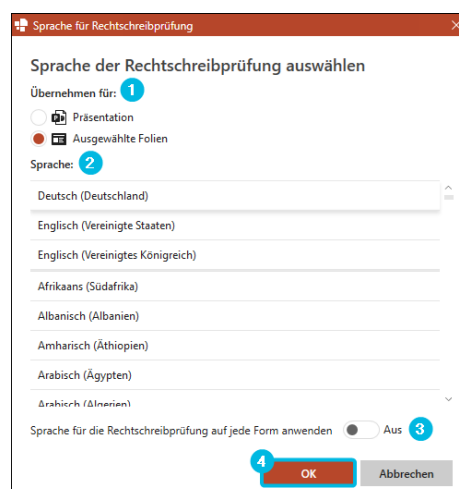 Sprache für Rechtschreibprüfung
Sprache der Rechtschreibprüfung auswählen
Übernehmen für: 1
Präsentation
Ausgewählte Folien
Sprache: 2
Deutsch (Deutschland)
Englisch (Vereinigte Staaten)
Englisch (Vereinigtes Königreich)
Afrikaans (Südafrika)
Albanisch (Albanien)
Amharisch (Äthiopien)
Arabisch (Ägypten)
Arabisch (Algerien)
Sprache für die Rechtschreibprüfung auf jede Form anwenden Aus 3
4 OK Abbrechen